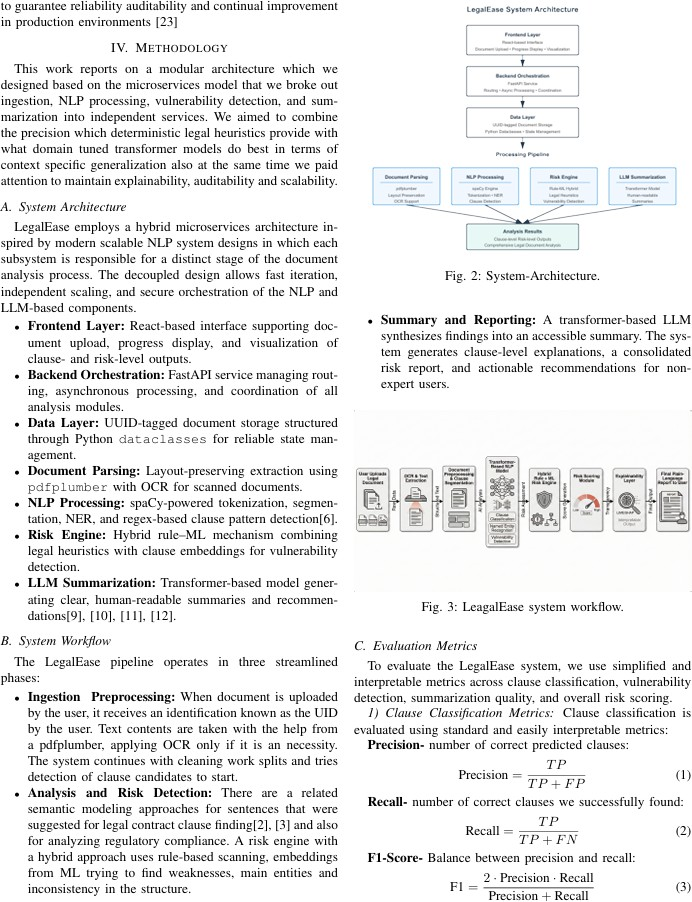 to guarantee reliability auditability and continual improvement
in production environments [23]
IV. METHODOLOGY
This work reports on a modular architecture which we
designed based on the microservices model that we broke out
ingestion, NLP processing, vulnerability detection, and sum-
marization into independent services. We aimed to combine
the precision which deterministic legal heuristics provide with
what domain tuned transformer models do best in terms of
context specific generalization also at the same time we paid
attention to maintain explainability, auditability and scalability.
A. System Architecture
LegalEase employs a hybrid microservices architecture in-
spired by modern scalable NLP system designs in which each
subsystem is responsible for a distinct stage of the document
analysis process. The decoupled design allows fast iteration,
independent scaling, and secure orchestration of the NLP and
LLM-based components.
• Frontend Layer: React-based interface supporting doc-
ument upload, progress display, and visualization of
clause- and risk-level outputs.
• Backend Orchestration: FastAPI service managing rout-
ing, asynchronous processing, and coordination of all
analysis modules.
• Data Layer: UUID-tagged document storage structured
through Python dataclasses for reliable state man-
agement.
• Document Parsing: Layout-preserving extraction using
pdfplumber with OCR for scanned documents.
• NLP Processing: spaCy-powered tokenization, segmen-
tation, NER, and regex-based clause pattern detection[6].
• Risk Engine: Hybrid rule–ML mechanism combining
legal heuristics with clause embeddings for vulnerability
detection.
• LLM Summarization: Transformer-based model gener-
ating clear, human-readable summaries and recommen-
dations[9], [10], [11], [12].
B. System Workflow
The LegalEase pipeline operates in three streamlined
phases:
• Ingestion Preprocessing: When document is uploaded
by the user, it receives an identification known as the UID
by the user. Text contents are taken with the help from
a pdfplumber, applying OCR only if it is an necessity.
The system continues with cleaning work splits and tries
detection of clause candidates to start.
• Analysis and Risk Detection: There are a related
semantic modeling approaches for sentences that were
suggested for legal contract clause finding[2], [3] and also
for analyzing regulatory compliance. A risk engine with
a hybrid approach uses rule-based scanning, embeddings
from ML trying to find weaknesses, main entities and
inconsistency in the structure.
LegalEase System Architecture
Frontend Layer
React-based Interface
Document Upload • Progress Display • Visualization
Backend Orchestration
FastAPI Service
Routing • Async Processing • Coordination
Data Layer
UUID-tagged Document Storage
Python Dataclasses • State Management
Processing Pipeline
Document Parsing
pdfplumber
Layout Preservation
OCR Support
NLP Processing
spaCy Engine
Tokenization • NER
Clause Detection
Risk Engine
Rule-ML Hybrid
Legal Heuristics
Vulnerability Detection
LLM Summarization
Transformer Model
Human-readable
Summaries
Analysis Results
Clause-level Risk-level Outputs
Comprehensive Legal Document Analysis
Fig. 2: System-Architecture.
• Summary and Reporting: A transformer-based LLM
synthesizes findings into an accessible summary. The sys-
tem generates clause-level explanations, a consolidated
risk report, and actionable recommendations for non-
expert users.
User Uploads
Legal
Document
OCR & Text
Extraction
Document
Preprocessing
& Clause
Segmentation
Transformer-
Based NLP
Model
Clause
Classification
Named Entity
Recognition
Vulnerability
Detection
Hybrid
Rule + ML
Risk Engine
Risk Scoring
Module
Explainability
Layer
Final Plain-
Language
Report to User
Fig. 3: LeagalEase system workflow.
C. Evaluation Metrics
To evaluate the LegalEase system, we use simplified and
interpretable metrics across clause classification, vulnerability
detection, summarization quality, and overall risk scoring.
1) Clause Classification Metrics: Clause classification is
evaluated using standard and easily interpretable metrics:
Precision- number of correct predicted clauses:
Precision = TP / (TP + FP) (1)
Recall- number of correct clauses we successfully found:
Recall = TP / (TP + FN) (2)
F1-Score- Balance between precision and recall:
F1 = 2 · Precision · Recall / (Precision + Recall) (3)